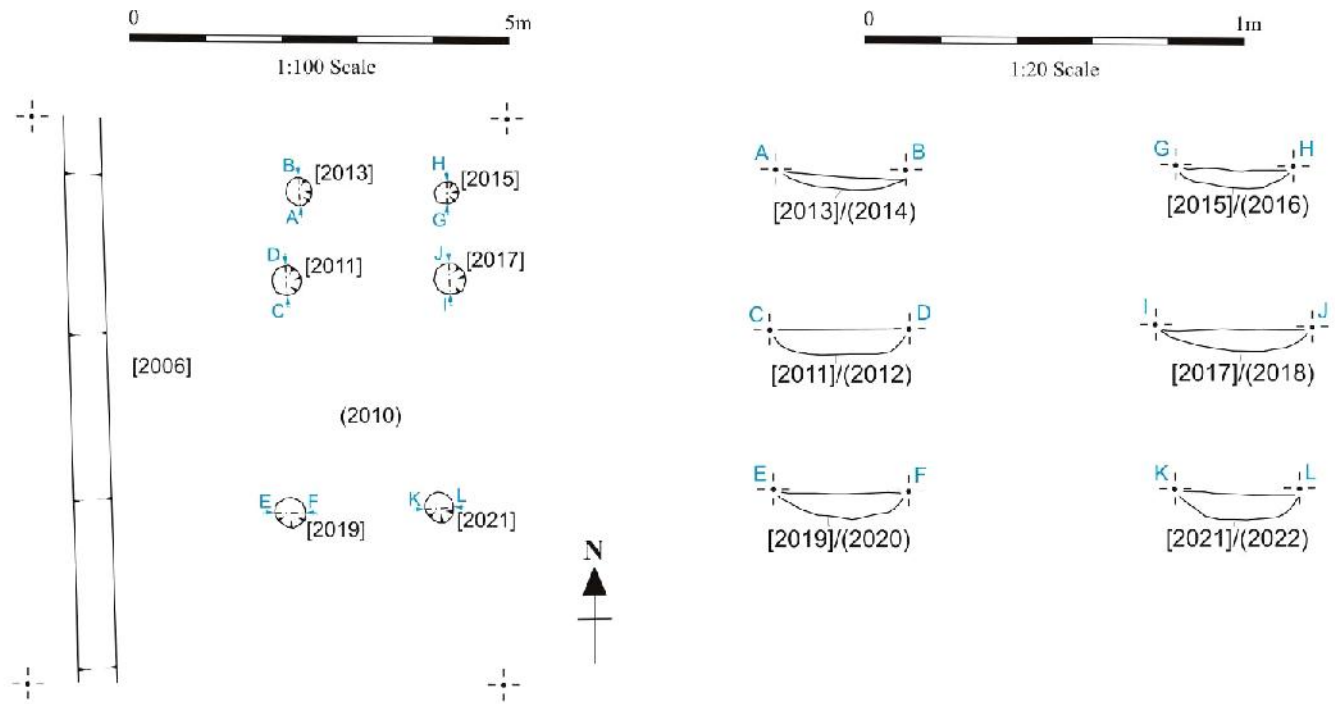 0 5m
1:100 Scale
0 1m
1:20 Scale
B [2013]
A
H [2015]
G
D [2011]
C
J [2017]
I
[2006]
(2010)
E F
[2019]
K L
[2021]
N
A B
[2013]/(2014)
G H
[2015]/(2016)
C D
[2011]/(2012)
I J
[2017]/(2018)
E F
[2019]/(2020)
K L
[2021]/(2022)